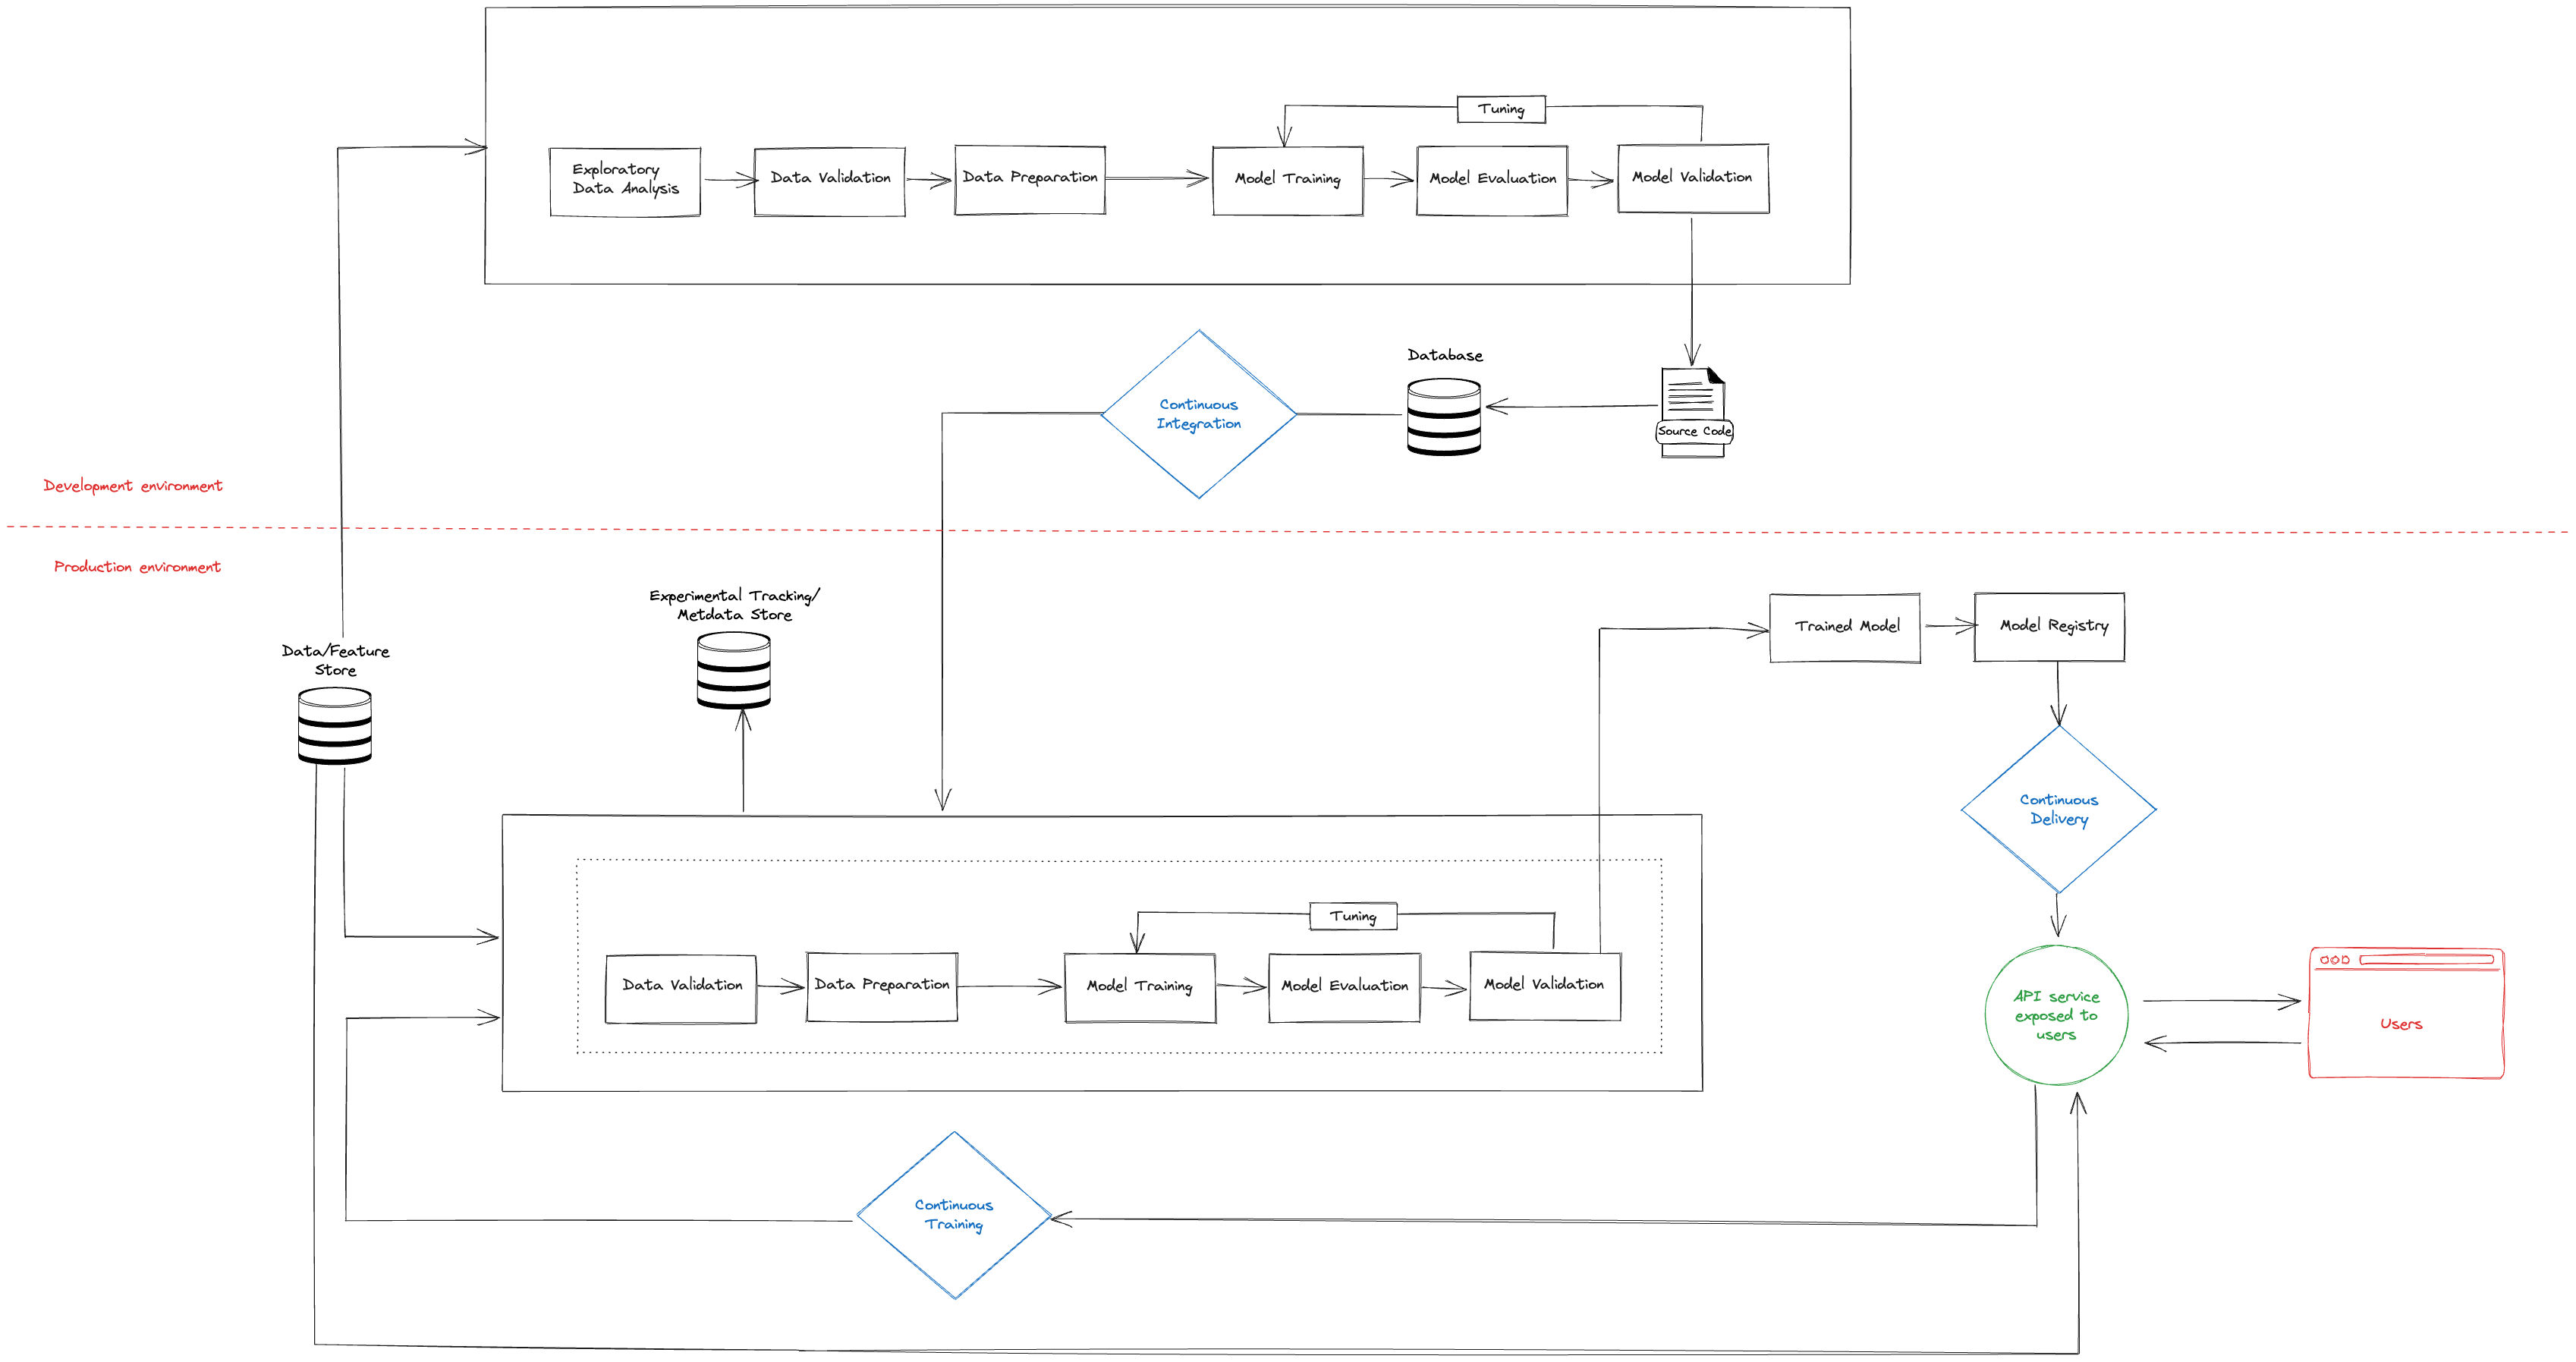 Tuning
Exploratory
Data Analysis
Data Validation
Data Preparation
Model Training
Model Evaluation
Model Validation
Database
Continuous
Integration
Source Code
Development environment
Production environment
Experimental Tracking/
Metdata Store
Trained Model
Model Registry
Data/Feature
Store
Continuous
Delivery
Tuning
Data Validation
Data Preparation
Model Training
Model Evaluation
Model Validation
API service
exposed to
users
Users
Continuous
Training